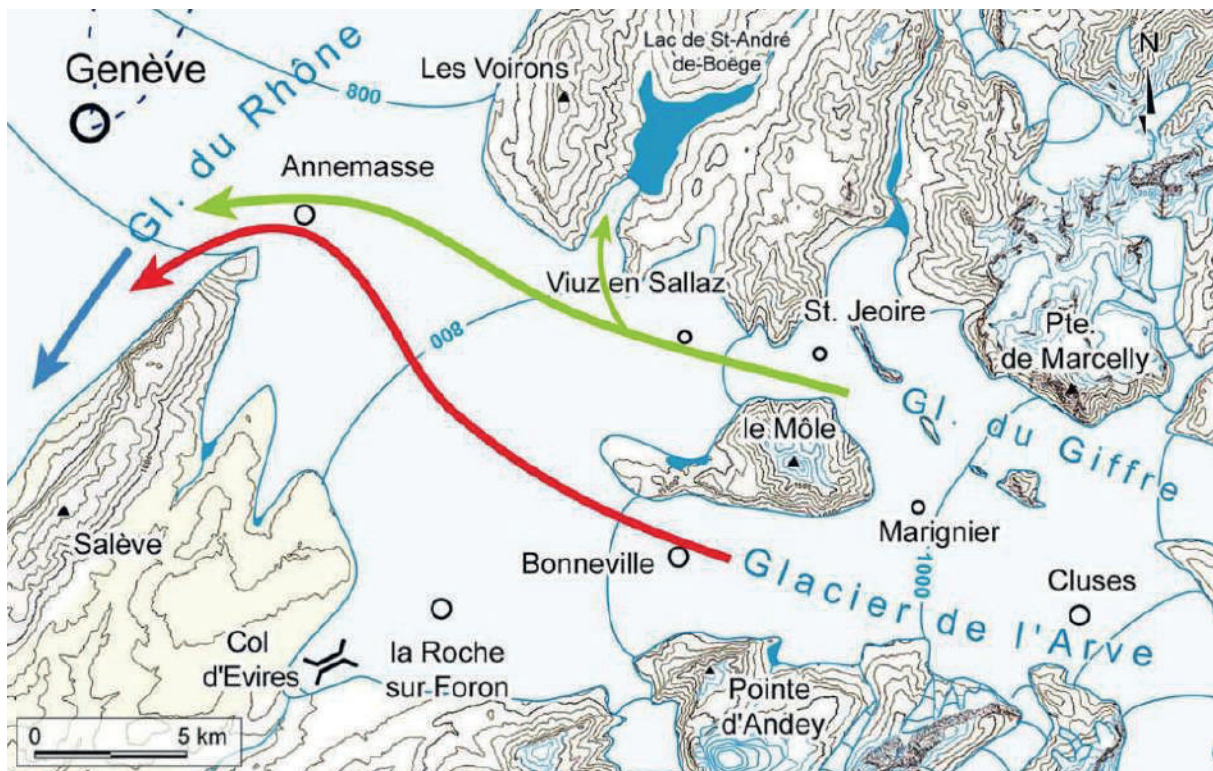 N
Genève
Gl. du Rhône
800
Les Voirons
Lac de St-André
de-Boëge
Annemasse
Viuz en Sallaz
St. Jeoire
Pte.
de Marcelly
800
le Môle
Gl. du Giffre
Salève
Bonneville
Marignier
1000
Glacier de l'Arve
Cluses
Col
d'Evires
la Roche
sur-Foron
Pointe
d'Andey
0 5 km